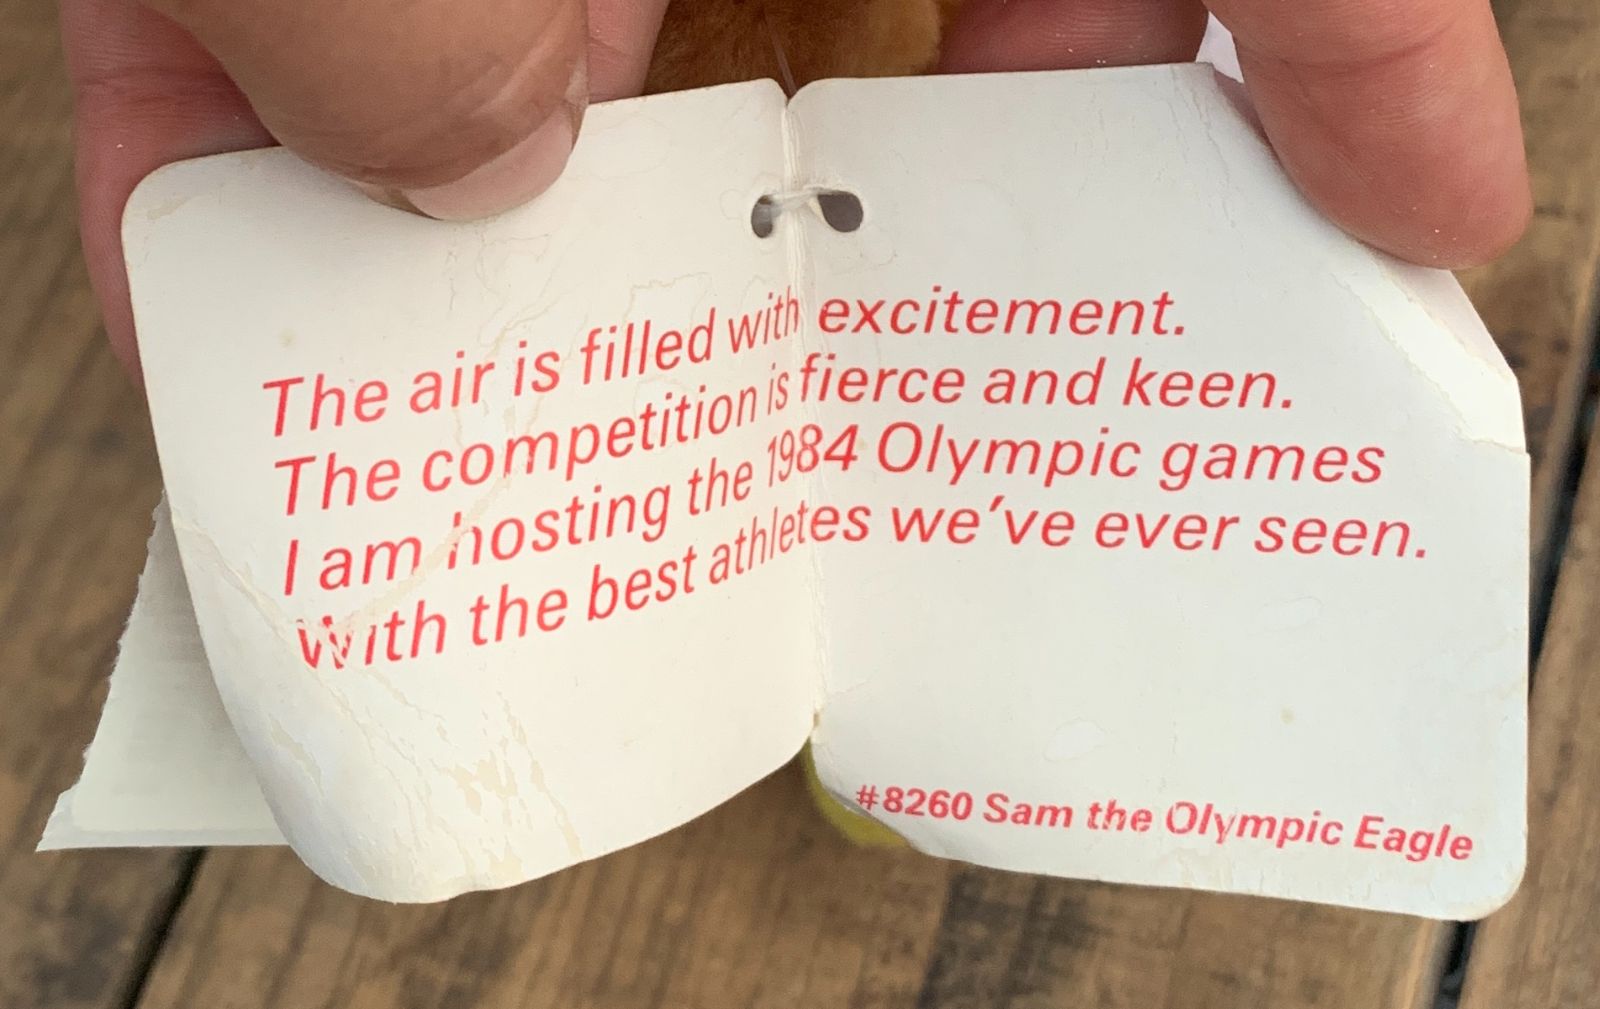 The air is filled with excitement.
The competition is fierce and keen.
I am hosting the 1984 Olympic games
With the best athletes we've ever seen.
#8260 Sam the Olympic Eagle